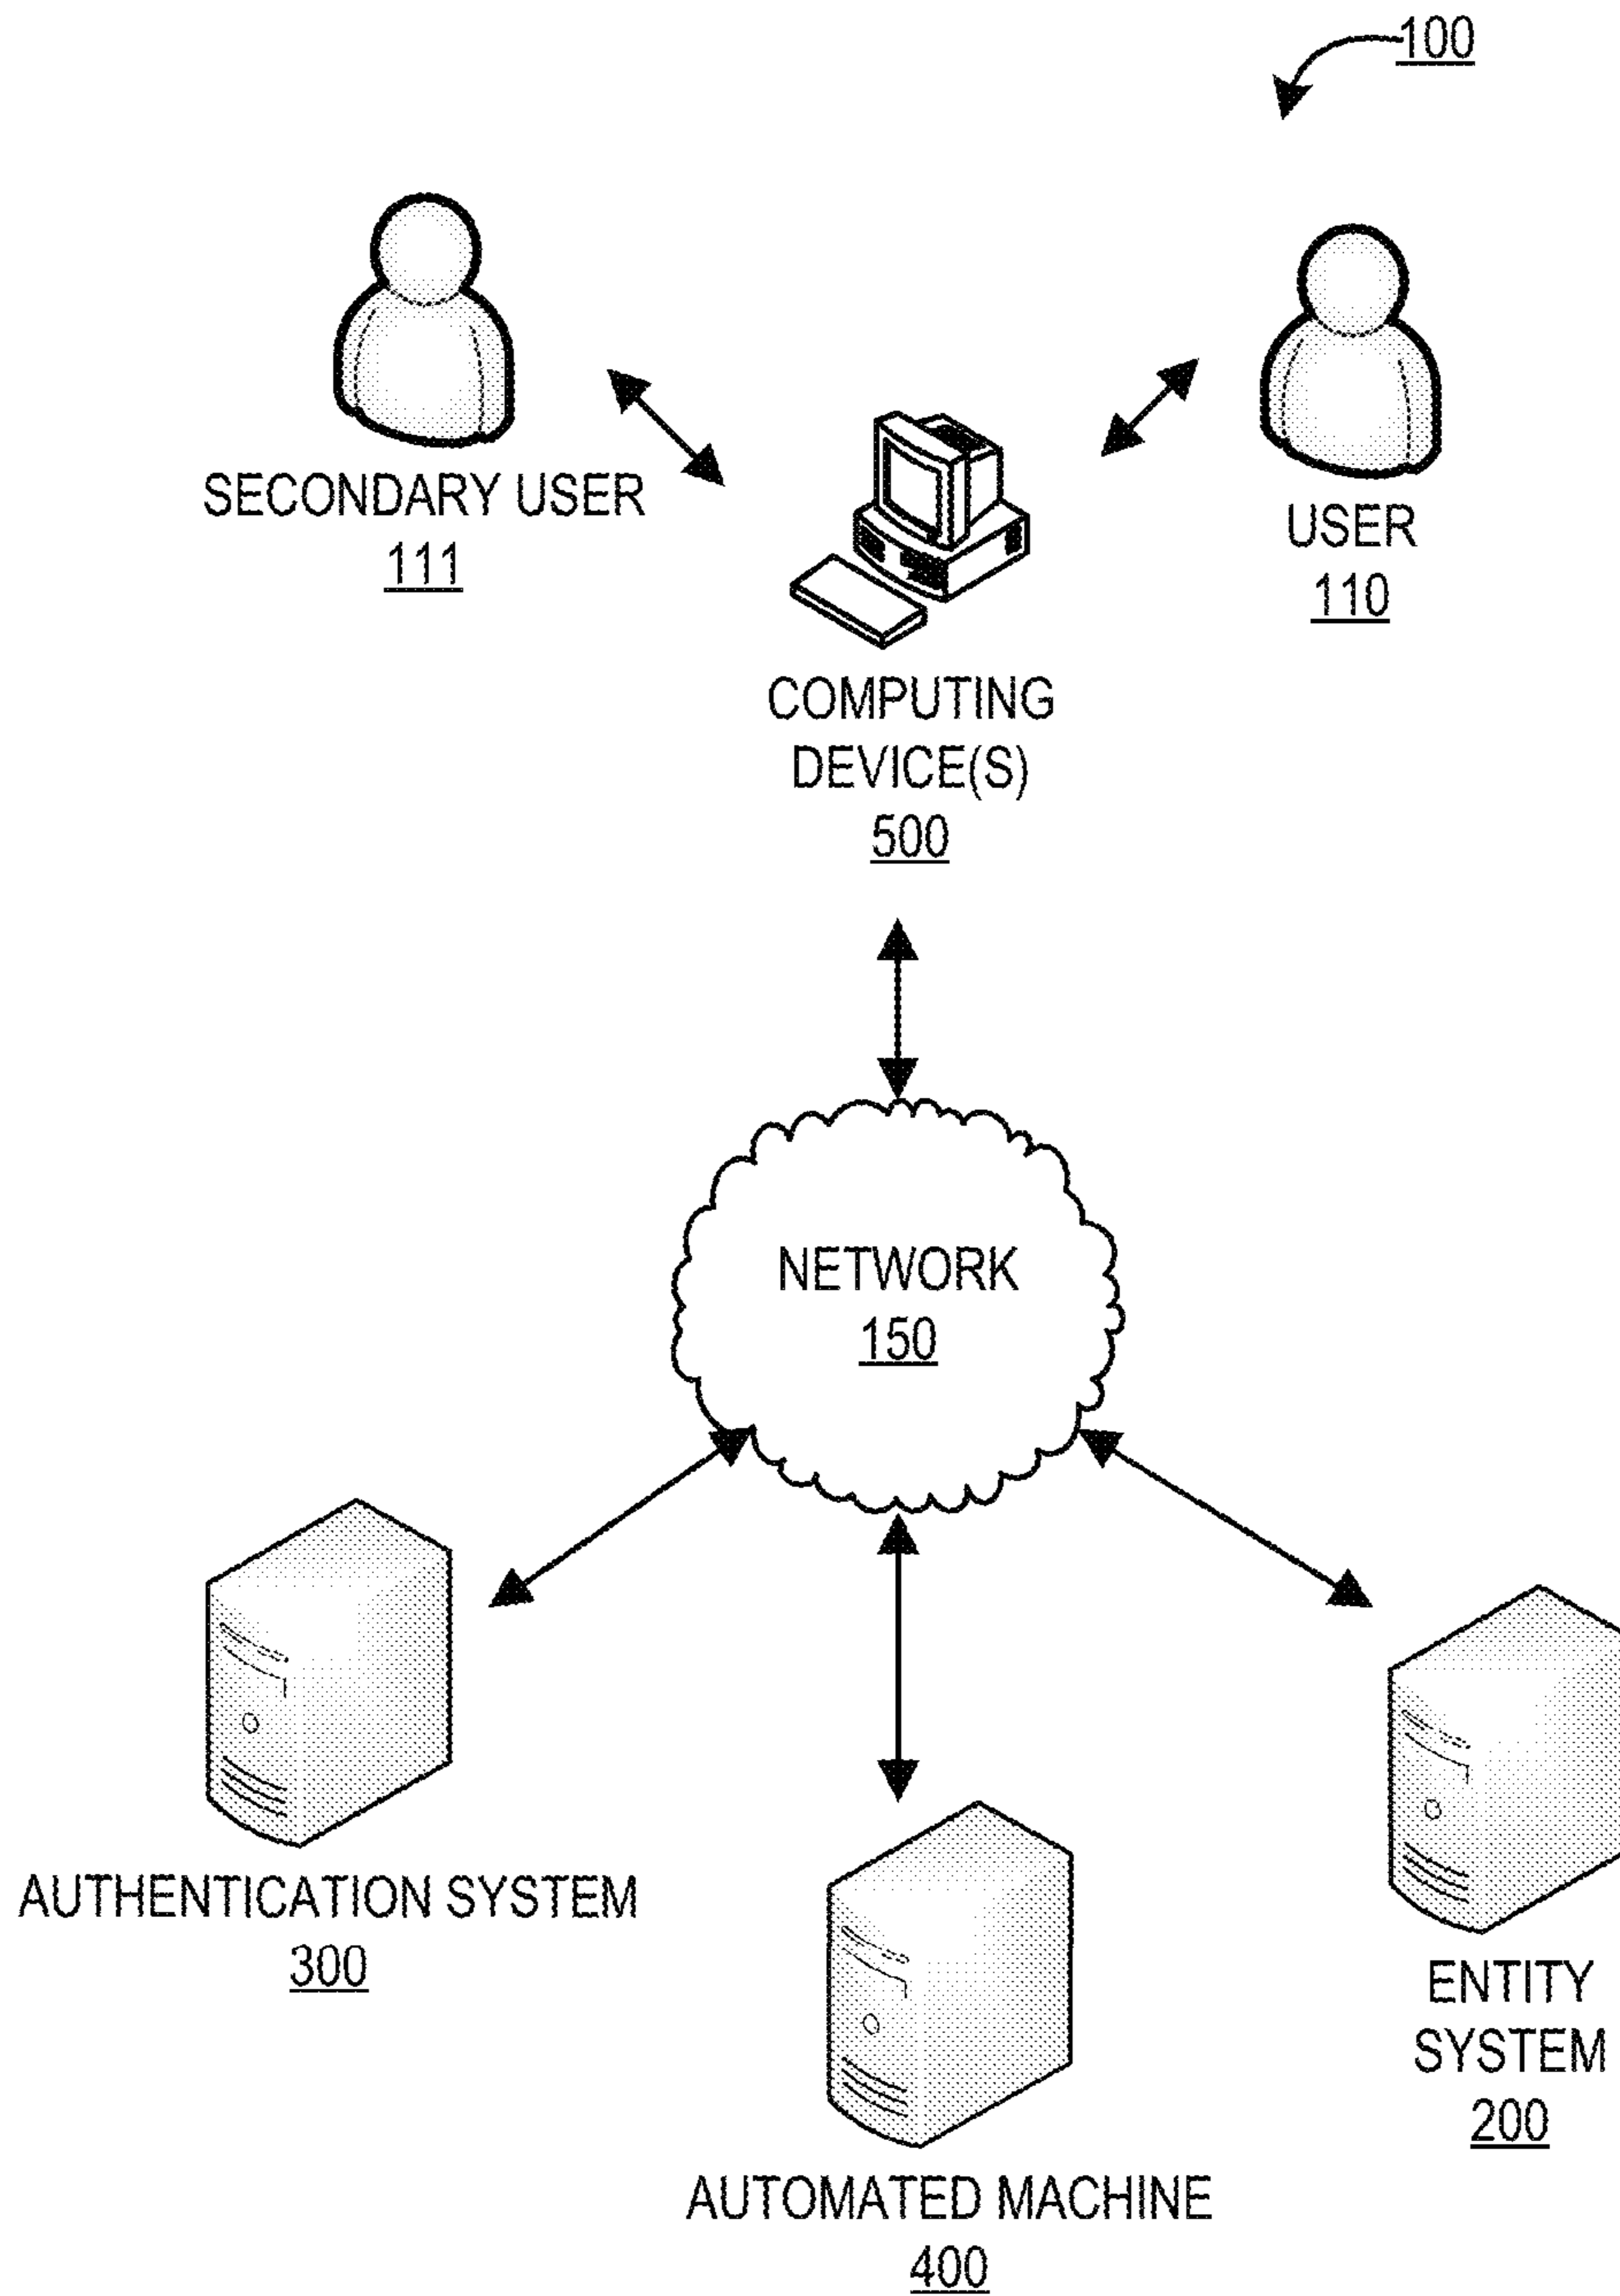 100
SECONDARY USER
111
USER
110
COMPUTING
DEVICE(S)
500
NETWORK
150
AUTHENTICATION SYSTEM
300
ENTITY
SYSTEM
200
AUTOMATED MACHINE
400